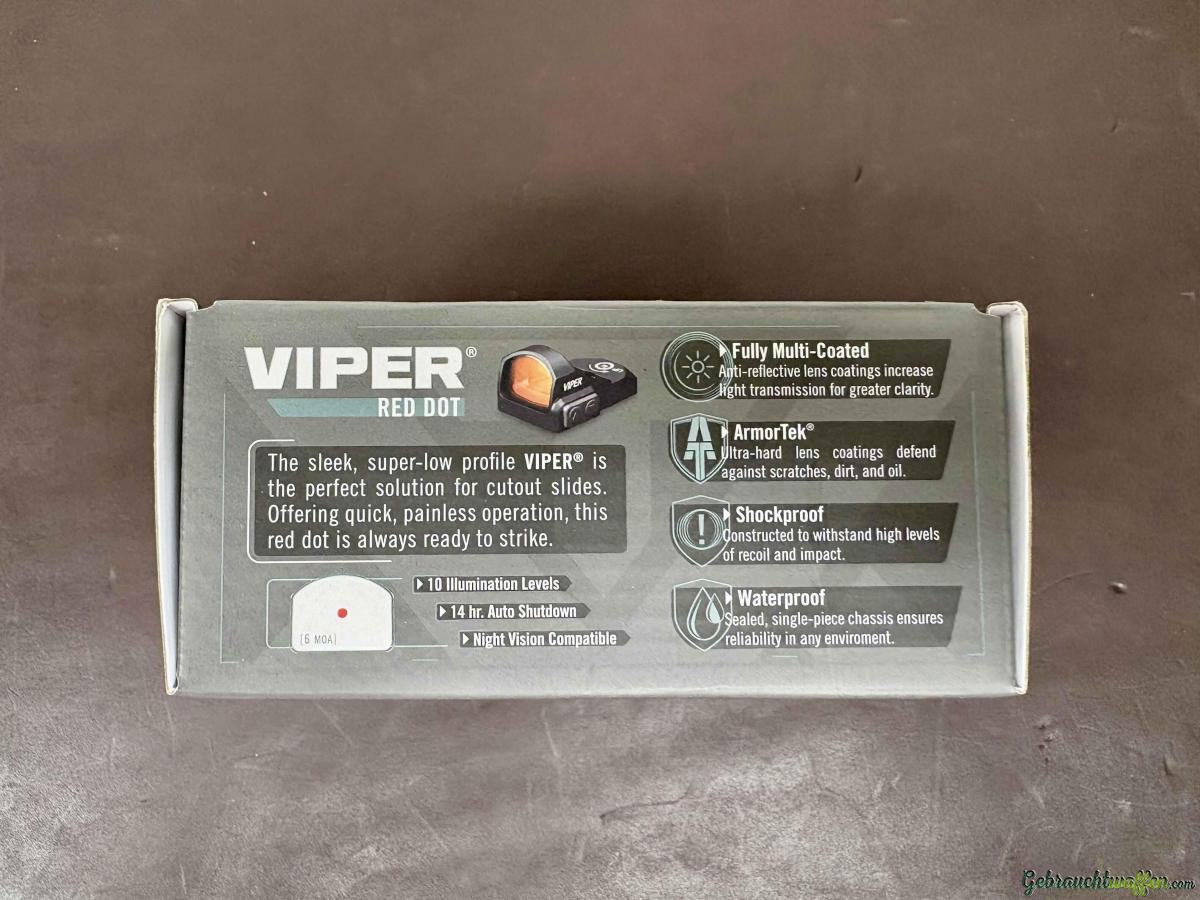 VIPER®
RED DOT
VIPER
The sleek, super-low profile VIPER® is
the perfect solution for cutout slides.
Offering quick, painless operation, this
red dot is always ready to strike.
(6 MOA)
10 Illumination Levels
14 hr. Auto Shutdown
Night Vision Compatible
Fully Multi-Coated
Anti-reflective lens coatings increase
light transmission for greater clarity.
ArmorTek®
Ultra-hard lens coatings defend
against scratches, dirt, and oil.
Shockproof
Constructed to withstand high levels
of recoil and impact.
Waterproof
Sealed, single-piece chassis ensures
reliability in any enviroment.
Gebrauchtwaffen.com